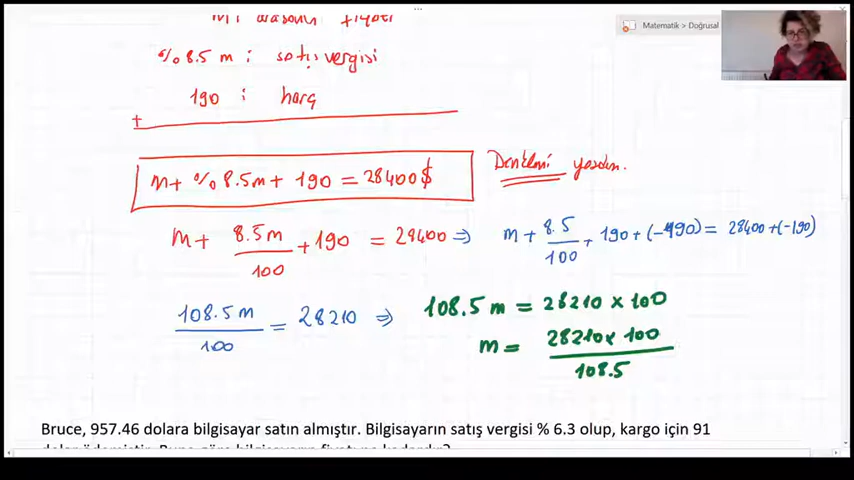 % 8.5 m : satış vergisi
190 : harç
+
m + % 8.5m + 190 = 28400 $
Denklemi yazdım.
m + 8.5m/100 + 190 = 28400 ⇒ m + 8.5/100 + 190 + (-190) = 28400 + (-190)
108.5 m/100 = 28210 ⇒ 108.5 m = 28210 x 100
m = 28210 x 100/108.5
Matematik > Doğrusal
Bruce, 957.46 dolara bilgisayar satın almıştır. Bilgisayarın satış vergisi % 6.3 olup, kargo için 91